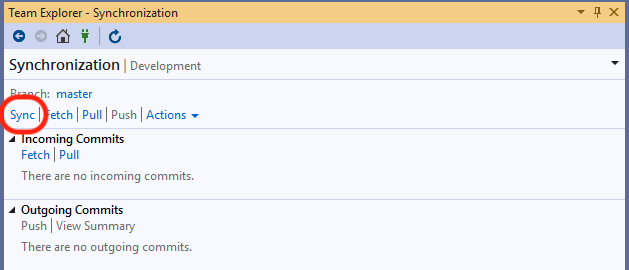 Team Explorer - Synchronization
Synchronization | Development
Branch: master
Sync | Fetch | Pull | Push | Actions
Incoming Commits
Fetch | Pull
There are no incoming commits.
Outgoing Commits
Push | View Summary
There are no outgoing commits.